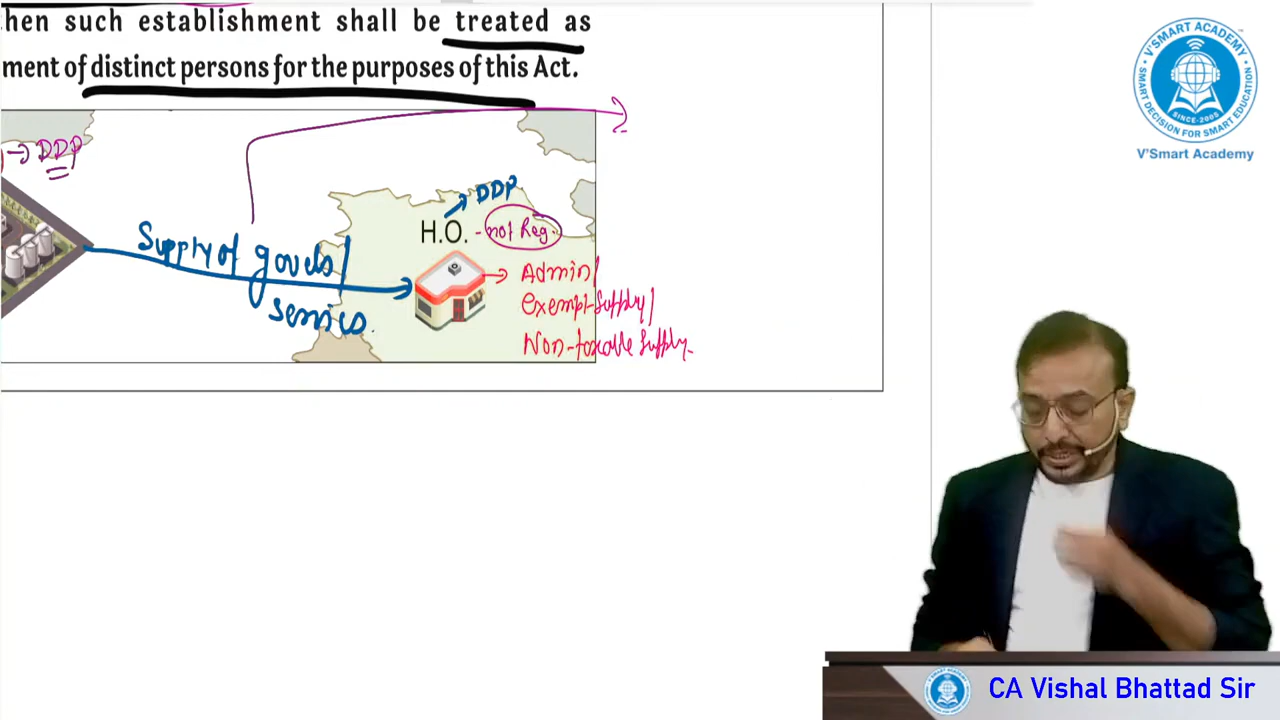 hen such establishment shall be treated as
ment of distinct persons for the purposes of this Act.
→ DDP
DDP
H.O. - not Reg.
Supply of goods/
services.
Admin/
exempt supply/
Non-taxable supply.
V'SMART ACADEMY
SMART DECISION FOR SMART EDUCATION
SINCE-2005
V'Smart Academy
CA Vishal Bhattad Sir